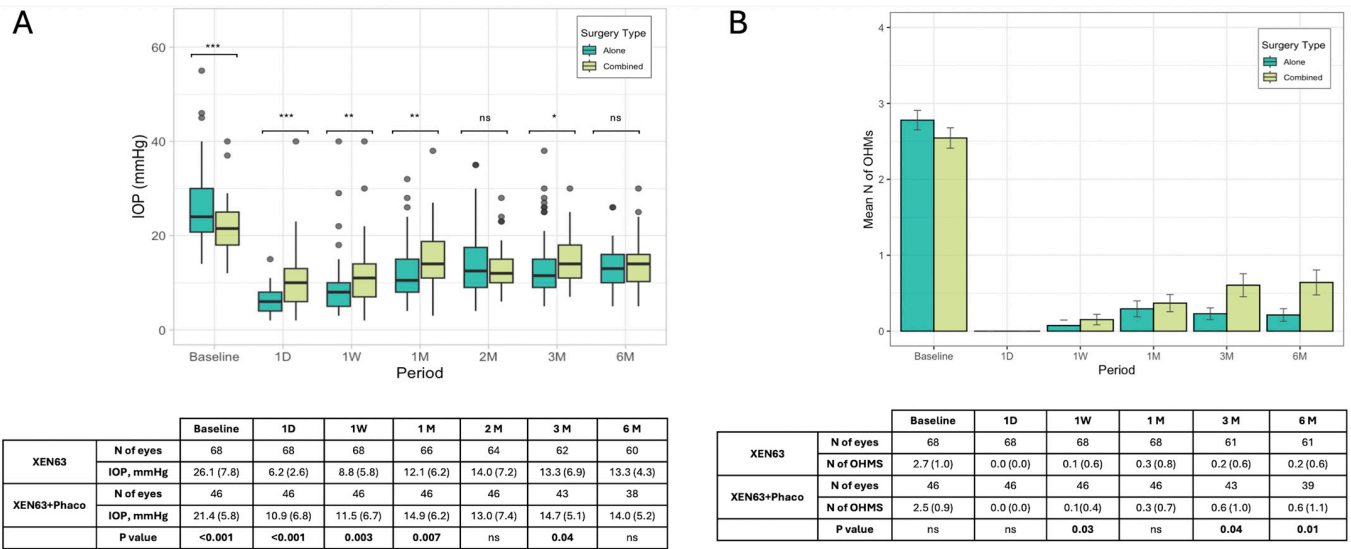 A
60
40
20
0
IOP (mmHg)
***
***
**
**
ns
*
ns
Surgery Type
Alone
Combined
Baseline 1D 1W 1M 2M 3M 6M
Period
Baseline 1D 1W 1 M 2 M 3 M 6 M
XEN63
N of eyes 68 68 68 66 64 62 60
IOP, mmHg 26.1 (7.8) 6.2 (2.6) 8.8 (5.8) 12.1 (6.2) 14.0 (7.2) 13.3 (6.9) 13.3 (4.3)
XEN63+Phaco
N of eyes 46 46 46 46 46 43 38
IOP, mmHg 21.4 (5.8) 10.9 (6.8) 11.5 (6.7) 14.9 (6.2) 13.0 (7.4) 14.7 (5.1) 14.0 (5.2)
P value <0.001 <0.001 0.003 0.007 ns 0.04 ns
B
4
3
2
1
0
Mean N of OHMs
Surgery Type
Alone
Combined
Baseline 1D 1W 1M 3M 6M
Period
Baseline 1D 1W 1 M 3 M 6 M
XEN63
N of eyes 68 68 68 68 61 61
N of OHMS 2.7 (1.0) 0.0 (0.0) 0.1 (0.6) 0.3 (0.8) 0.2 (0.6) 0.2 (0.6)
XEN63+Phaco
N of eyes 46 46 46 46 43 39
N of OHMS 2.5 (0.9) 0.0 (0.0) 0.1(0.4) 0.3 (0.7) 0.6 (1.0) 0.6 (1.1)
P value ns ns 0.03 ns 0.04 0.01